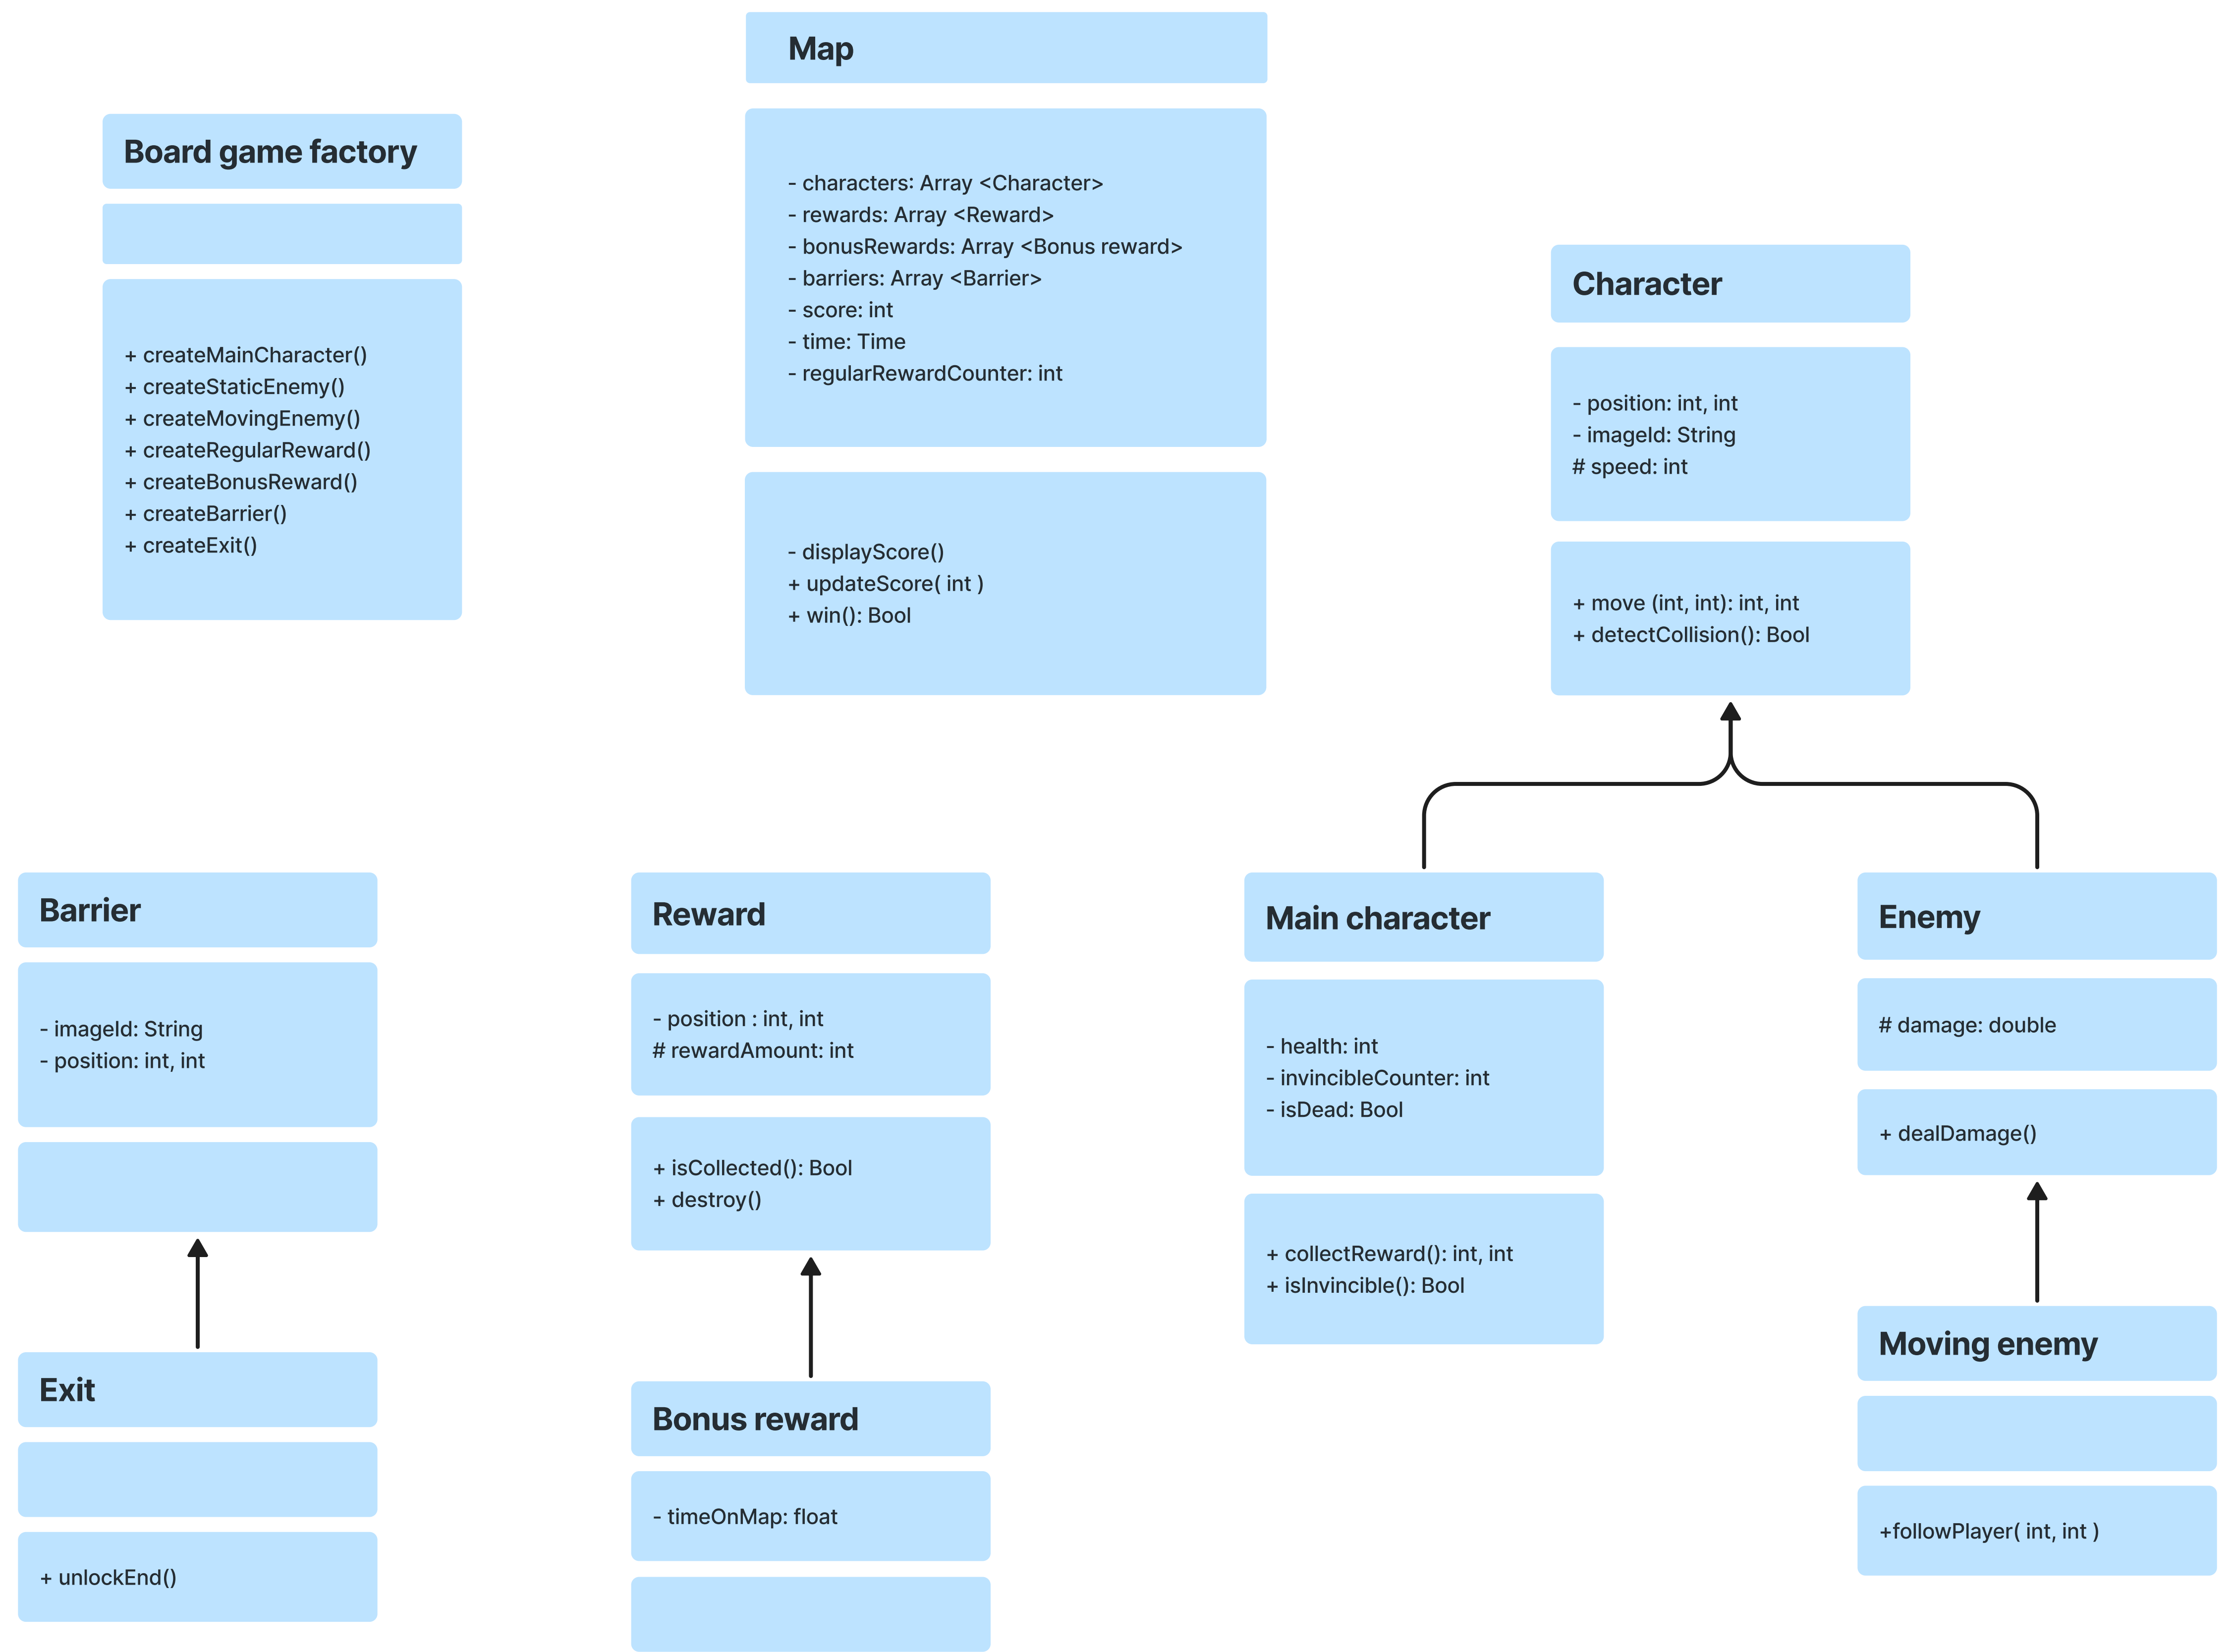 Map
- characters: Array <Character>
- rewards: Array <Reward>
- bonusRewards: Array <Bonus reward>
- barriers: Array <Barrier>
- score: int
- time: Time
- regularRewardCounter: int
- displayScore()
+ updateScore( int )
+ win(): Bool
Board game factory
+ createMainCharacter()
+ createStaticEnemy()
+ createMovingEnemy()
+ createRegularReward()
+ createBonusReward()
+ createBarrier()
+ createExit()
Character
- position: int, int
- imageId: String
# speed: int
+ move (int, int): int, int
+ detectCollision(): Bool
Barrier
- imageId: String
- position: int, int
Exit
+ unlockEnd()
Reward
- position : int, int
# rewardAmount: int
+ isCollected(): Bool
+ destroy()
Bonus reward
- timeOnMap: float
Main character
- health: int
- invincibleCounter: int
- isDead: Bool
+ collectReward(): int, int
+ isInvincible(): Bool
Enemy
# damage: double
+ dealDamage()
Moving enemy
+followPlayer( int, int )